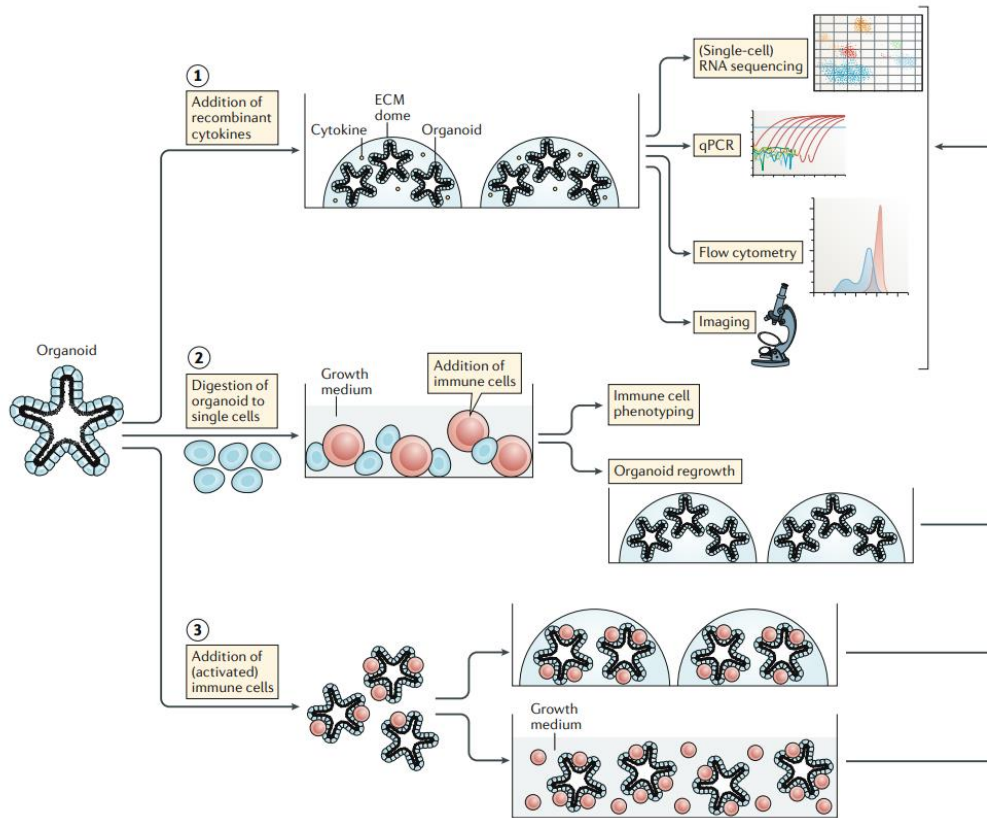 1
Addition of
recombinant
cytokines
ECM
dome
Cytokine
Organoid
(Single-cell)
RNA sequencing
qPCR
Flow cytometry
Imaging
Organoid
2
Digestion of
organoid to
single cells
Growth
medium
Addition of
immune cells
Immune cell
phenotyping
Organoid regrowth
3
Addition of
(activated)
immune cells
Growth
medium